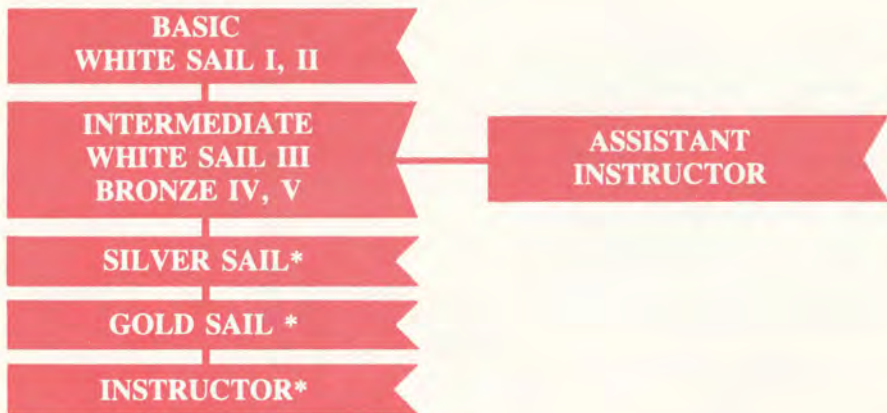 BASIC
WHITE SAIL I, II
INTERMEDIATE
WHITE SAIL III
BRONZE IV, V
ASSISTANT
INSTRUCTOR
SILVER SAIL*
GOLD SAIL *
INSTRUCTOR*